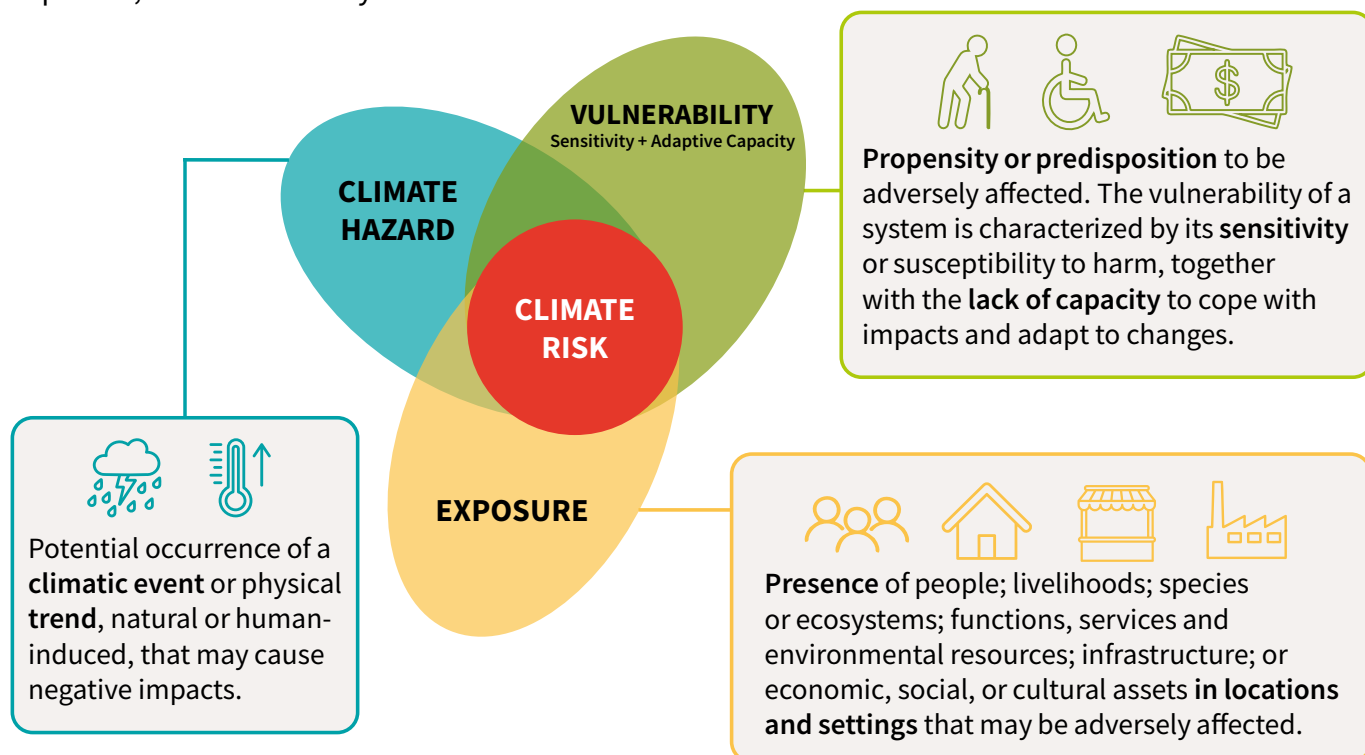 VULNERABILITY
Sensitivity + Adaptive Capacity
CLIMATE
HAZARD
CLIMATE
RISK
EXPOSURE
$
Propensity or predisposition to be
adversely affected. The vulnerability of a
system is characterized by its sensitivity
or susceptibility to harm, together
with the lack of capacity to cope with
impacts and adapt to changes.
Potential occurrence of a
climatic event or physical
trend, natural or human-
induced, that may cause
negative impacts.
Presence of people; livelihoods; species
or ecosystems; functions, services and
environmental resources; infrastructure; or
economic, social, or cultural assets in locations
and settings that may be adversely affected.